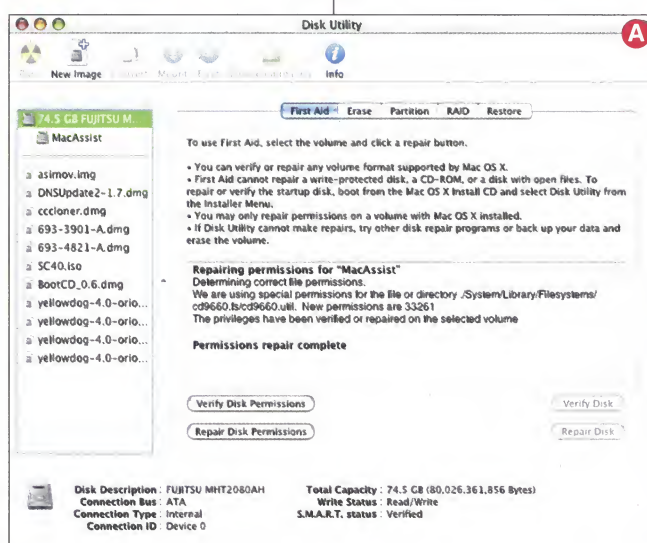 Disk Utility
A
New Image
Info
74.5 GB FUJITSU M...
MacAssist
asimov.img
DNSUpdate2-1.7.dmg
cccloner.dmg
693-3901-A.dmg
693-4821-A.dmg
SC40.iso
BootCD_0.6.dmg
yellowdog-4.0-orio...
yellowdog-4.0-orio...
yellowdog-4.0-orio...
yellowdog-4.0-orio...
First Aid Erase Partition RAID Restore
To use First Aid, select the volume and click a repair button.
• You can verify or repair any volume format supported by Mac OS X.
• First Aid cannot repair a write-protected disk, a CD-ROM, or a disk with open files. To
repair or verify the startup disk, boot from the Mac OS X Install CD and select Disk Utility from
the Installer Menu.
• You may only repair permissions on a volume with Mac OS X installed.
• If Disk Utility cannot make repairs, try other disk repair programs or back up your data and
erase the volume.
Repairing permissions for "MacAssist"
Determining correct file permissions.
We are using special permissions for the file or directory ./System/Library/Filesystems/
cd9660.fs/cd9660.util. New permissions are 33261
The privileges have been verified or repaired on the selected volume
Permissions repair complete
Verify Disk Permissions Verify Disk
Repair Disk Permissions Repair Disk
Disk Description : FUJITSU MHT2080AH Total Capacity : 74.5 GB (80,026,361,856 Bytes)
Connection Bus : ATA Write Status : Read/Write
Connection Type : Internal S.M.A.R.T. status : Verified
Connection ID : Device 0